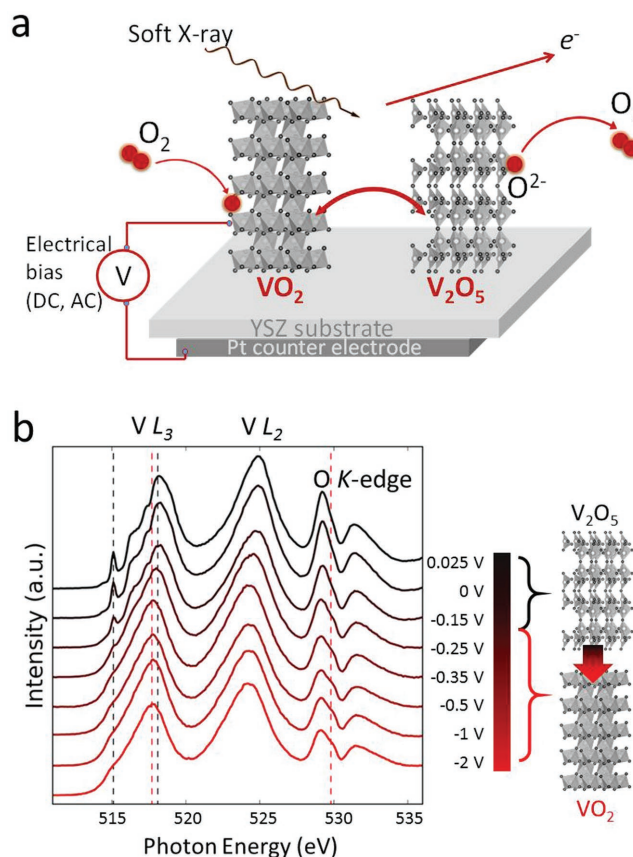 a
Soft X-ray
e-
O2
O
O2-
Electrical
bias
(DC, AC)
V
VO2
V2O5
YSZ substrate
Pt counter electrode
b
V L3
V L2
O K-edge
V2O5
0.025 V
0 V
-0.15 V
-0.25 V
-0.35 V
-0.5 V
-1 V
-2 V
Intensity (a.u.)
515
520
525
530
535
Photon Energy (eV)
VO2